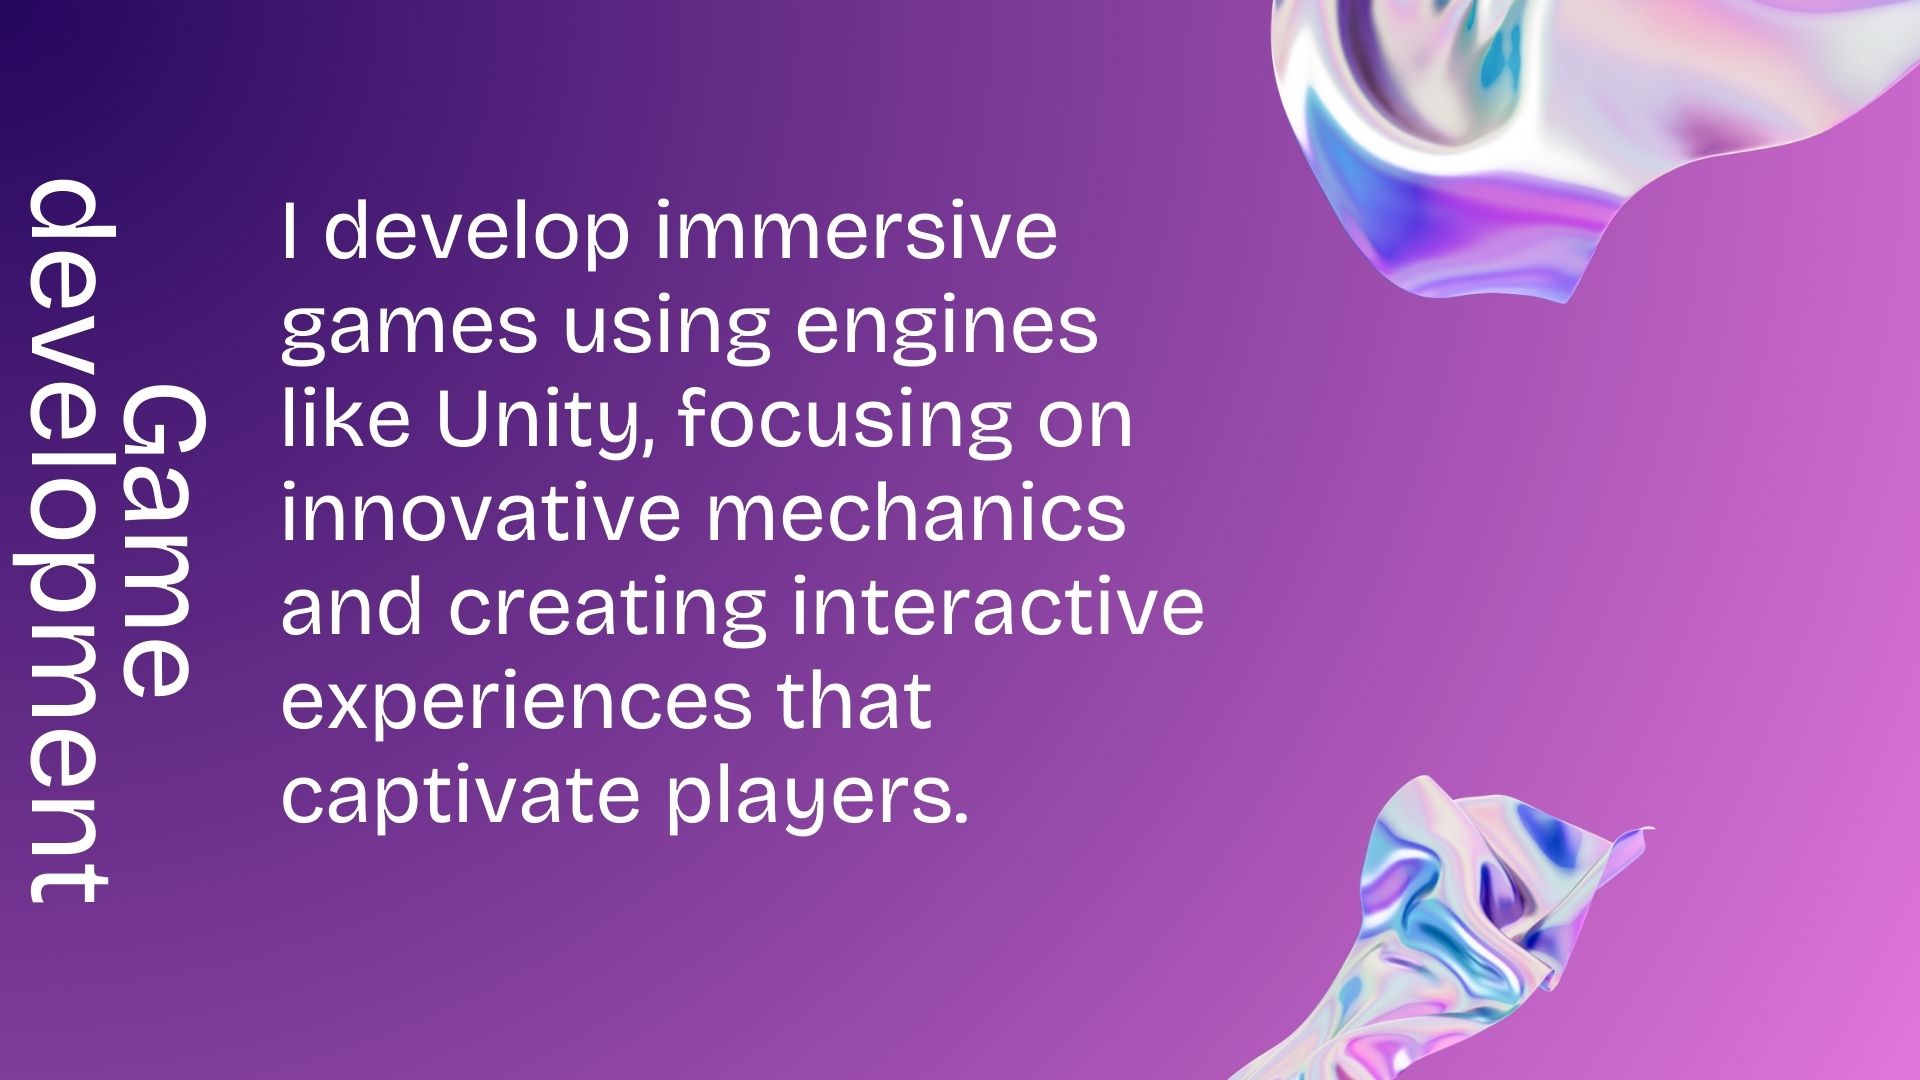 Game
development
I develop immersive
games using engines
like Unity, focusing on
innovative mechanics
and creating interactive
experiences that
captivate players.